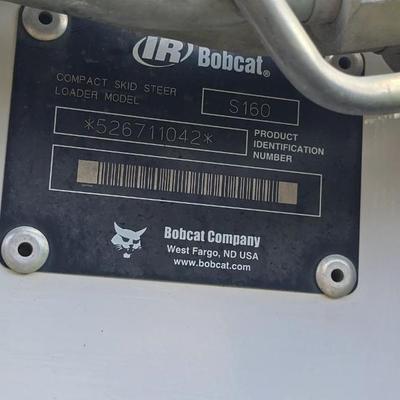 IR Bobcat®
COMPACT SKID STEER
LOADER MODEL S160
*526711042*
PRODUCT
IDENTIFICATION
NUMBER
Bobcat Company
West Fargo, ND USA
www.bobcat.com